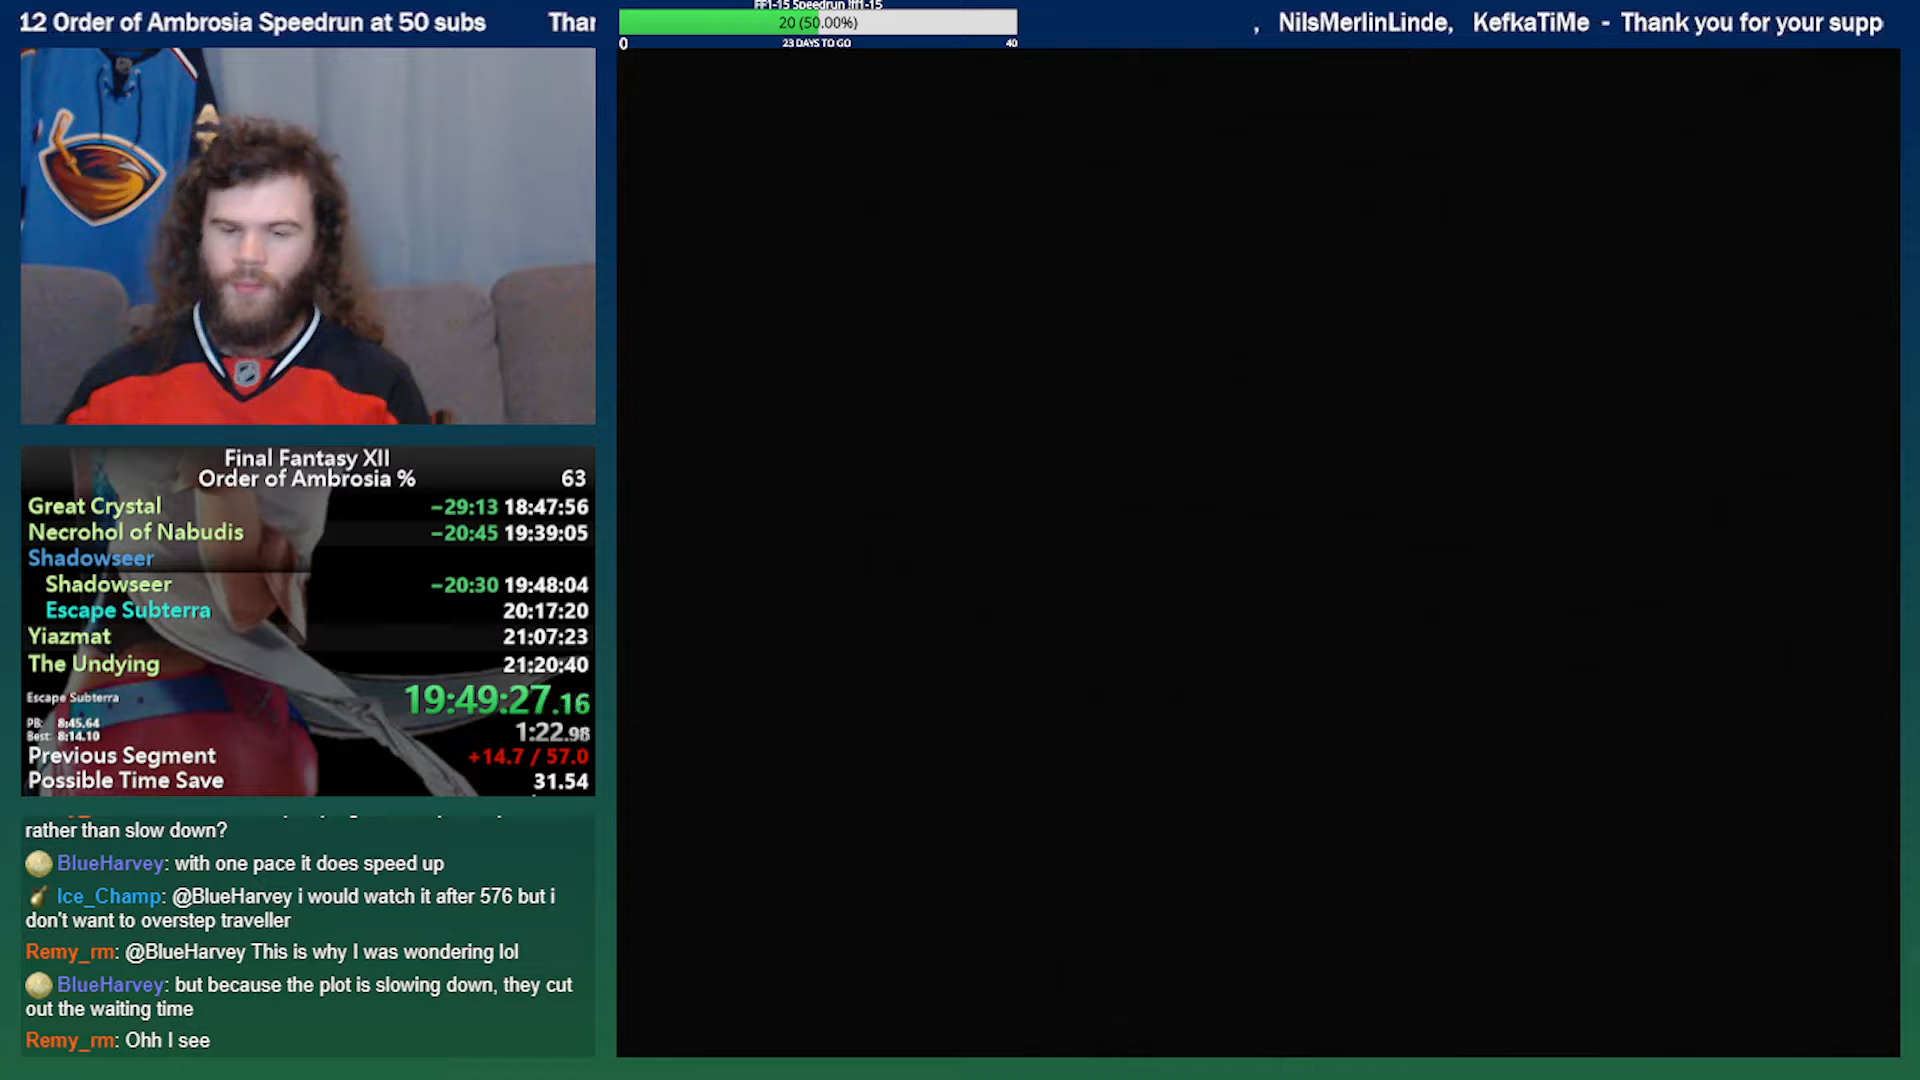 12 Order of Ambrosia Speedrun at 50 subs
Than
FF1-15 Speedrun !ff1-15
20 (50.00%)
0
23 DAYS TO GO
40
, NilsMerlinLinde, KefkaTiMe - Thank you for your supp
Final Fantasy XII
Order of Ambrosia %
63
Great Crystal −29:13 18:47:56
Necrohol of Nabudis −20:45 19:39:05
Shadowseer
Shadowseer −20:30 19:48:04
Escape Subterra 20:17:20
Yiazmat 21:07:23
The Undying 21:20:40
Escape Subterra 19:49:27.16
PB: 8:45.64
Best: 8:14.10
1:22.98
Previous Segment +14.7 / 57.0
Possible Time Save 31.54
rather than slow down?
BlueHarvey: with one pace it does speed up
Ice_Champ: @BlueHarvey i would watch it after 576 but i
don't want to overstep traveller
Remy_rm: @BlueHarvey This is why I was wondering lol
BlueHarvey: but because the plot is slowing down, they cut
out the waiting time
Remy_rm: Ohh I see